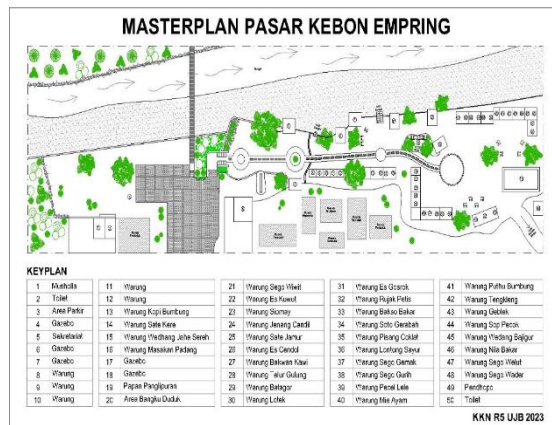 MASTERPLAN PASAR KEBON EMPRING
KEYPLAN
1 Musholla
2 Toilet
3 Area Parkir
4 Gazebo
5 Sekretariat
6 Gazebo
7 Gazebo
8 Warung
9 Warung
10 Warung
11 Warung
12 Warung
13 Warung Kopi Bumbung
14 Warung Sate Kere
15 Warung Wedhang Jahe Sereh
16 Warung Masakan Padang
17 Gazebo
18 Gazebo
19 Papan Panglipuran
20 Area Bangku Duduk
21 Warung Sego Wiwit
22 Warung Es Kuwut
23 Warung Siomay
24 Warung Jenang Candil
25 Warung Sate Jamur
26 Warung Es Cendol
27 Warung Bakwan Kawi
28 Warung Telur Gulung
29 Warung Batagor
30 Warung Lotek
31 Warung Es Gosrok
32 Warung Rujak Petis
33 Warung Bakso Bakar
34 Warung Soto Gerabah
35 Warung Pisang Coklat
36 Warung Lontong Sayur
37 Warung Sego Gemak
38 Warung Sego Gurih
39 Warung Pecel Lele
40 Warung Mie Ayam
41 Warung Puthu Bumbung
42 Warung Tengkleng
43 Warung Geblek
44 Warung Sop Pecok
45 Warung Wedang Bajigur
46 Warung Nila Bakar
47 Warung Sego Welut
48 Warung Sego Wader
49 Pendhopo
50 Toilet
KKN R5 UJB 2023